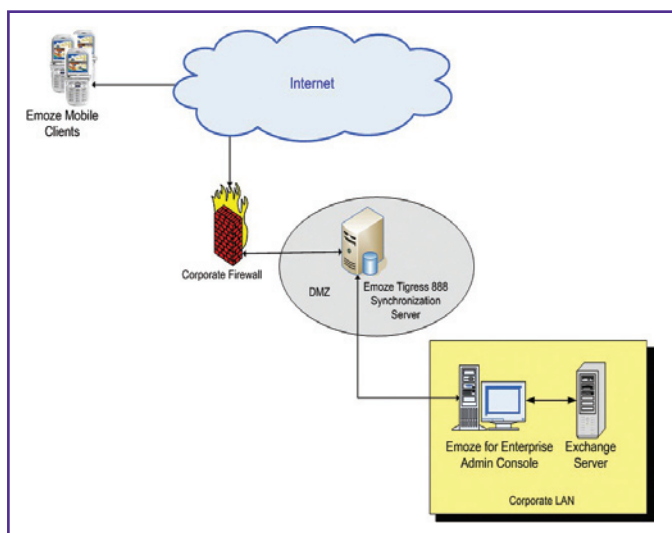 Internet
Emoze Mobile
Clients
Corporate Firewall
DMZ
Emoze Tigress 888
Synchronization
Server
Emoze for Enterprise
Admin Console
Exchange
Server
Corporate LAN